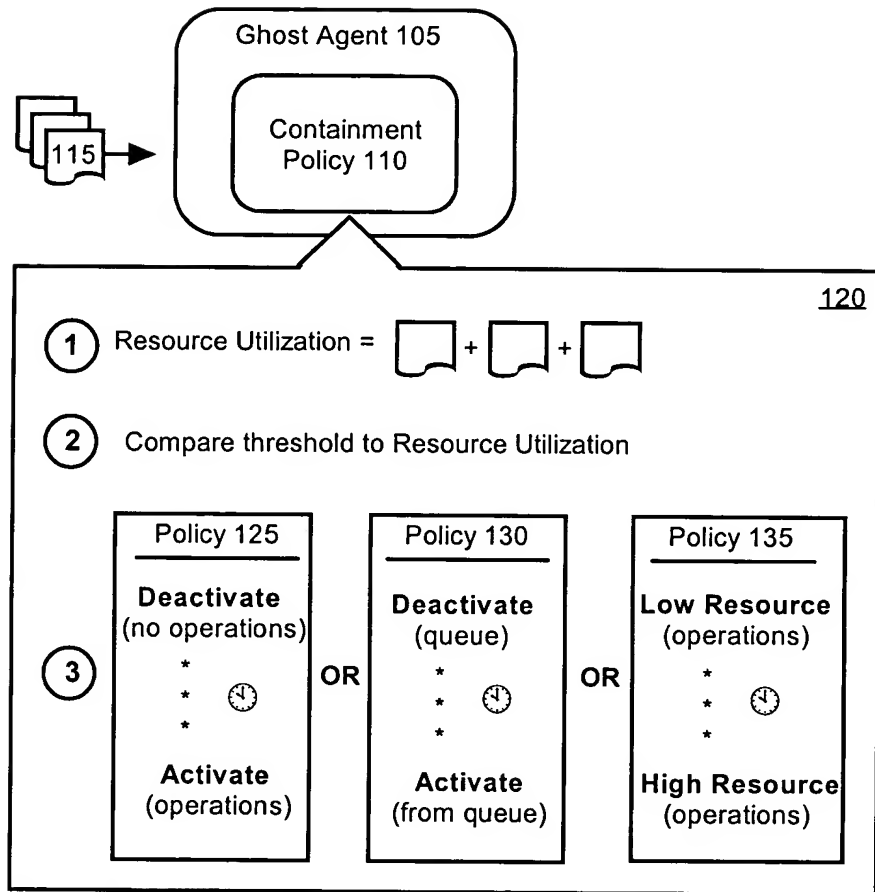 Ghost Agent 105
Containment
Policy 110
115
120
1 Resource Utilization = + +
2 Compare threshold to Resource Utilization
3
Policy 125
Deactivate
(no operations)
*
*
*
Activate
(operations)
OR
Policy 130
Deactivate
(queue)
*
*
*
Activate
(from queue)
OR
Policy 135
Low Resource
(operations)
*
*
*
High Resource
(operations)